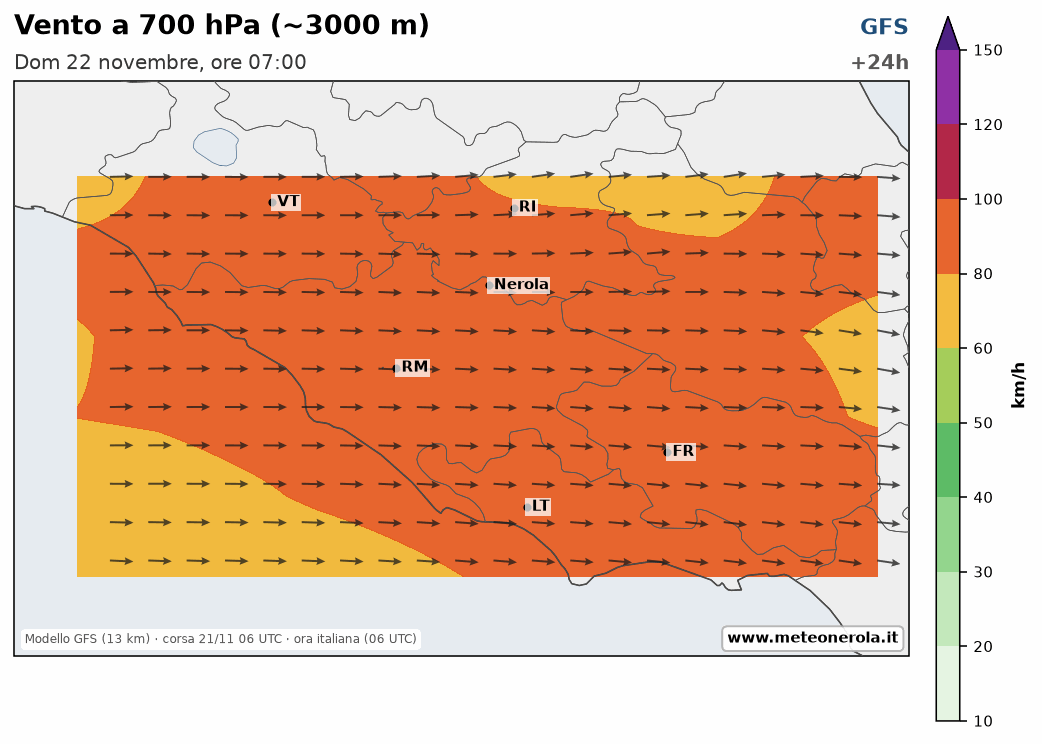 Vento a 700 hPa (~3000 m)
GFS
Dom 22 novembre, ore 07:00
+24h
150
120
100
80
60
50
40
30
20
10
km/h
VT
RI
Nerola
RM
FR
LT
Modello GFS (13 km) · corsa 21/11 06 UTC · ora italiana (06 UTC)
www.meteonerola.it